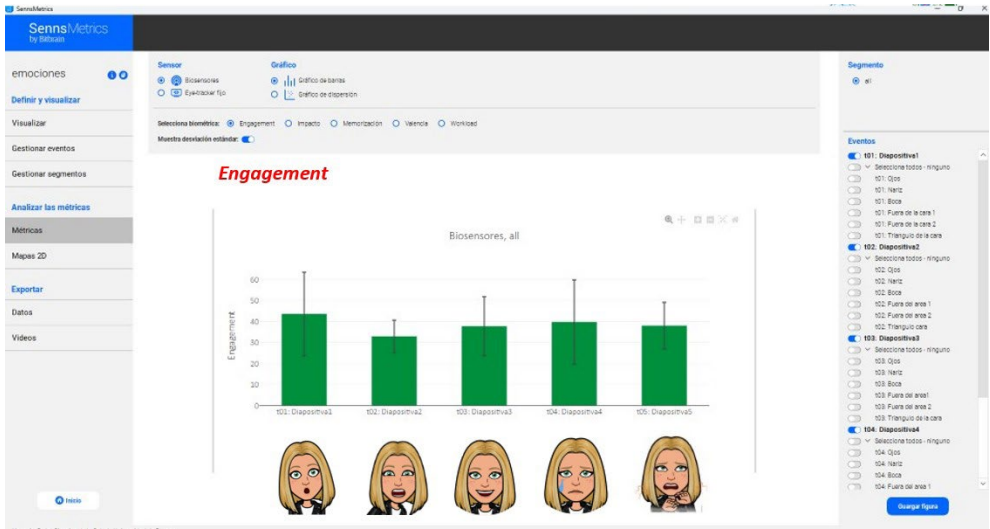 SennsMetrics
SennsMetrics
by Bitbrain
emociones
Definir y visualizar
Visualizar
Gestionar eventos
Gestionar segmentos
Analizar las métricas
Métricas
Mapas 2D
Exportar
Datos
Videos
Inicio
Sensor
Biosensores
Eye-tracker fijo
Gráfico
Gráfico de barras
Gráfico de dispersión
Selecciona biométrica: Engagement Impacto Memorización Valencia Workload
Muestra desviación estándar:
Engagement
Biosensores, all
Engagement
60
50
40
30
20
10
0
t01: Diapositiva1 t02: Diapositiva2 t03: Diapositiva3 t04: Diapositiva4 t05: Diapositiva5
Segmento
all
Eventos
t01: Diapositiva1
Selecciona todos - ninguno
t01: Ojos
t01: Nariz
t01: Boca
t01: Fuera de la cara 1
t01: Fuera de la cara 2
t01: Triangulo de la cara
t02: Diapositiva2
Selecciona todos - ninguno
t02: Ojos
t02: Nariz
t02: Boca
t02: Fuera del area 1
t02: Fuera del area 2
t02: Triangulo cara
t03: Diapositiva3
Selecciona todos - ninguno
t03: Ojos
t03: Nariz
t03: Boca
t03: Fuera del area1
t03: Fuera del area 2
t03: Triangulo de la cara
t04: Diapositiva4
Selecciona todos - ninguno
t04: Ojos
t04: Nariz
t04: Boca
t04: Fuera del area 1
Guargar figura